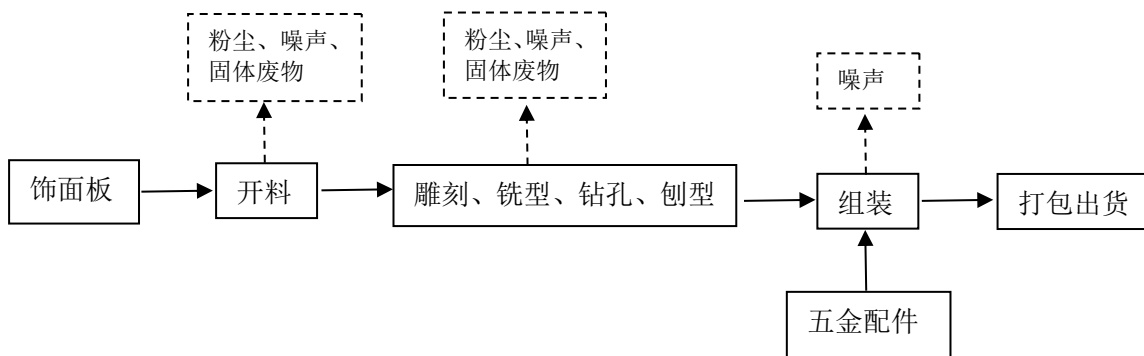 粉尘、噪声、
固体废物
粉尘、噪声、
固体废物
噪声
饰面板
开料
雕刻、铣型、钻孔、刨型
组装
打包出货
五金配件